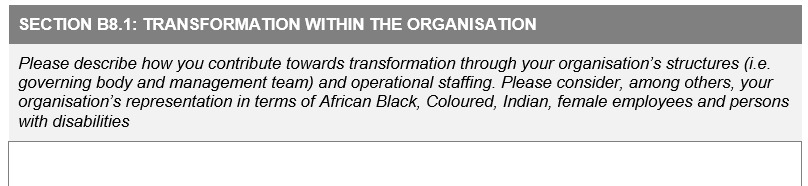 SECTION B8.1: TRANSFORMATION WITHIN THE ORGANISATION
Please describe how you contribute towards transformation through your organisation’s structures (i.e.
governing body and management team) and operational staffing. Please consider, among others, your
organisation’s representation in terms of African Black, Coloured, Indian, female employees and persons
with disabilities